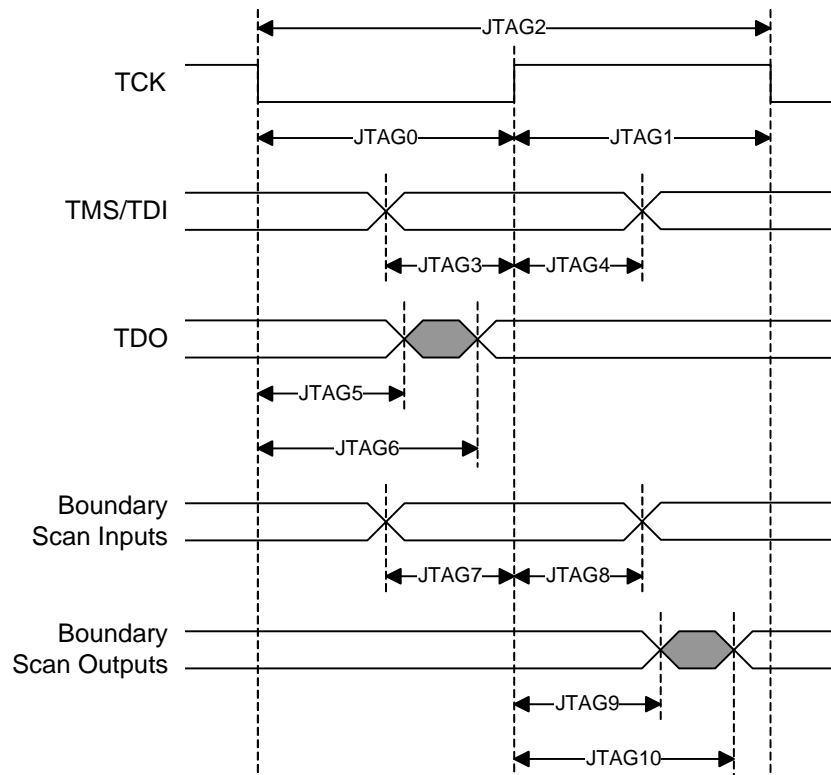 JTAG2
TCK
JTAG0
JTAG1
TMS/TDI
JTAG3
JTAG4
TDO
JTAG5
JTAG6
Boundary
Scan Inputs
JTAG7
JTAG8
Boundary
Scan Outputs
JTAG9
JTAG10